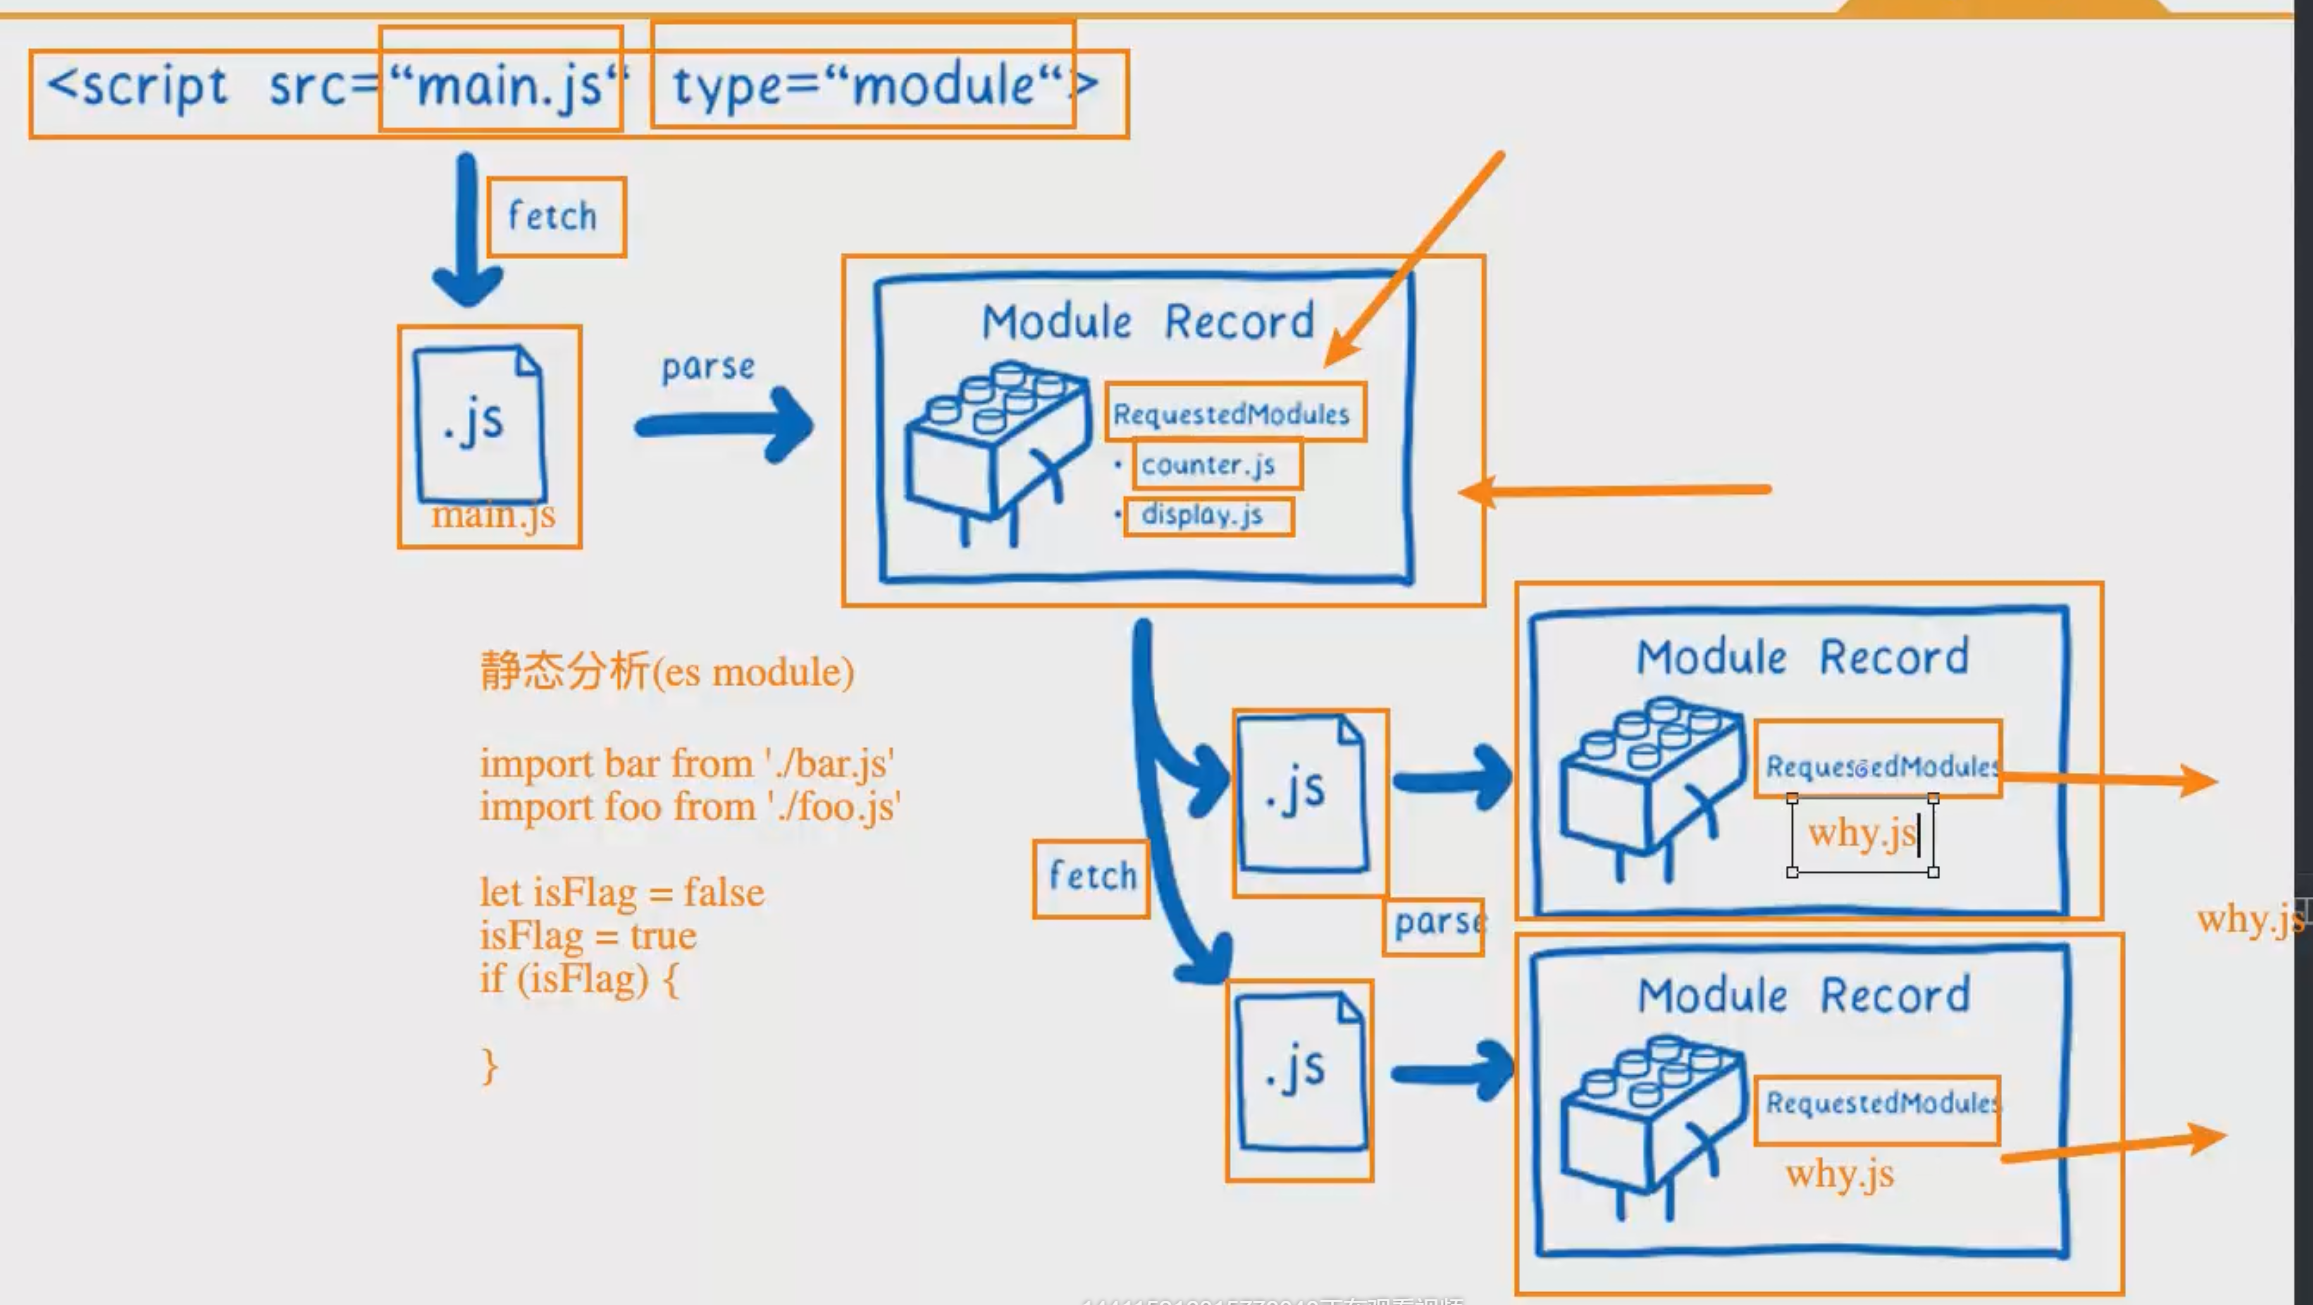 <script src=“main.js“ type=“module“>
fetch
.js
main.js
parse
Module Record
RequestedModules
• counter.js
• display.js
静态分析(es module)
import bar from './bar.js'
import foo from './foo.js'
let isFlag = false
isFlag = true
if (isFlag) {
}
fetch
.js
parse
Module Record
RequestedModules
why.js
why.js
.js
Module Record
RequestedModules
why.js